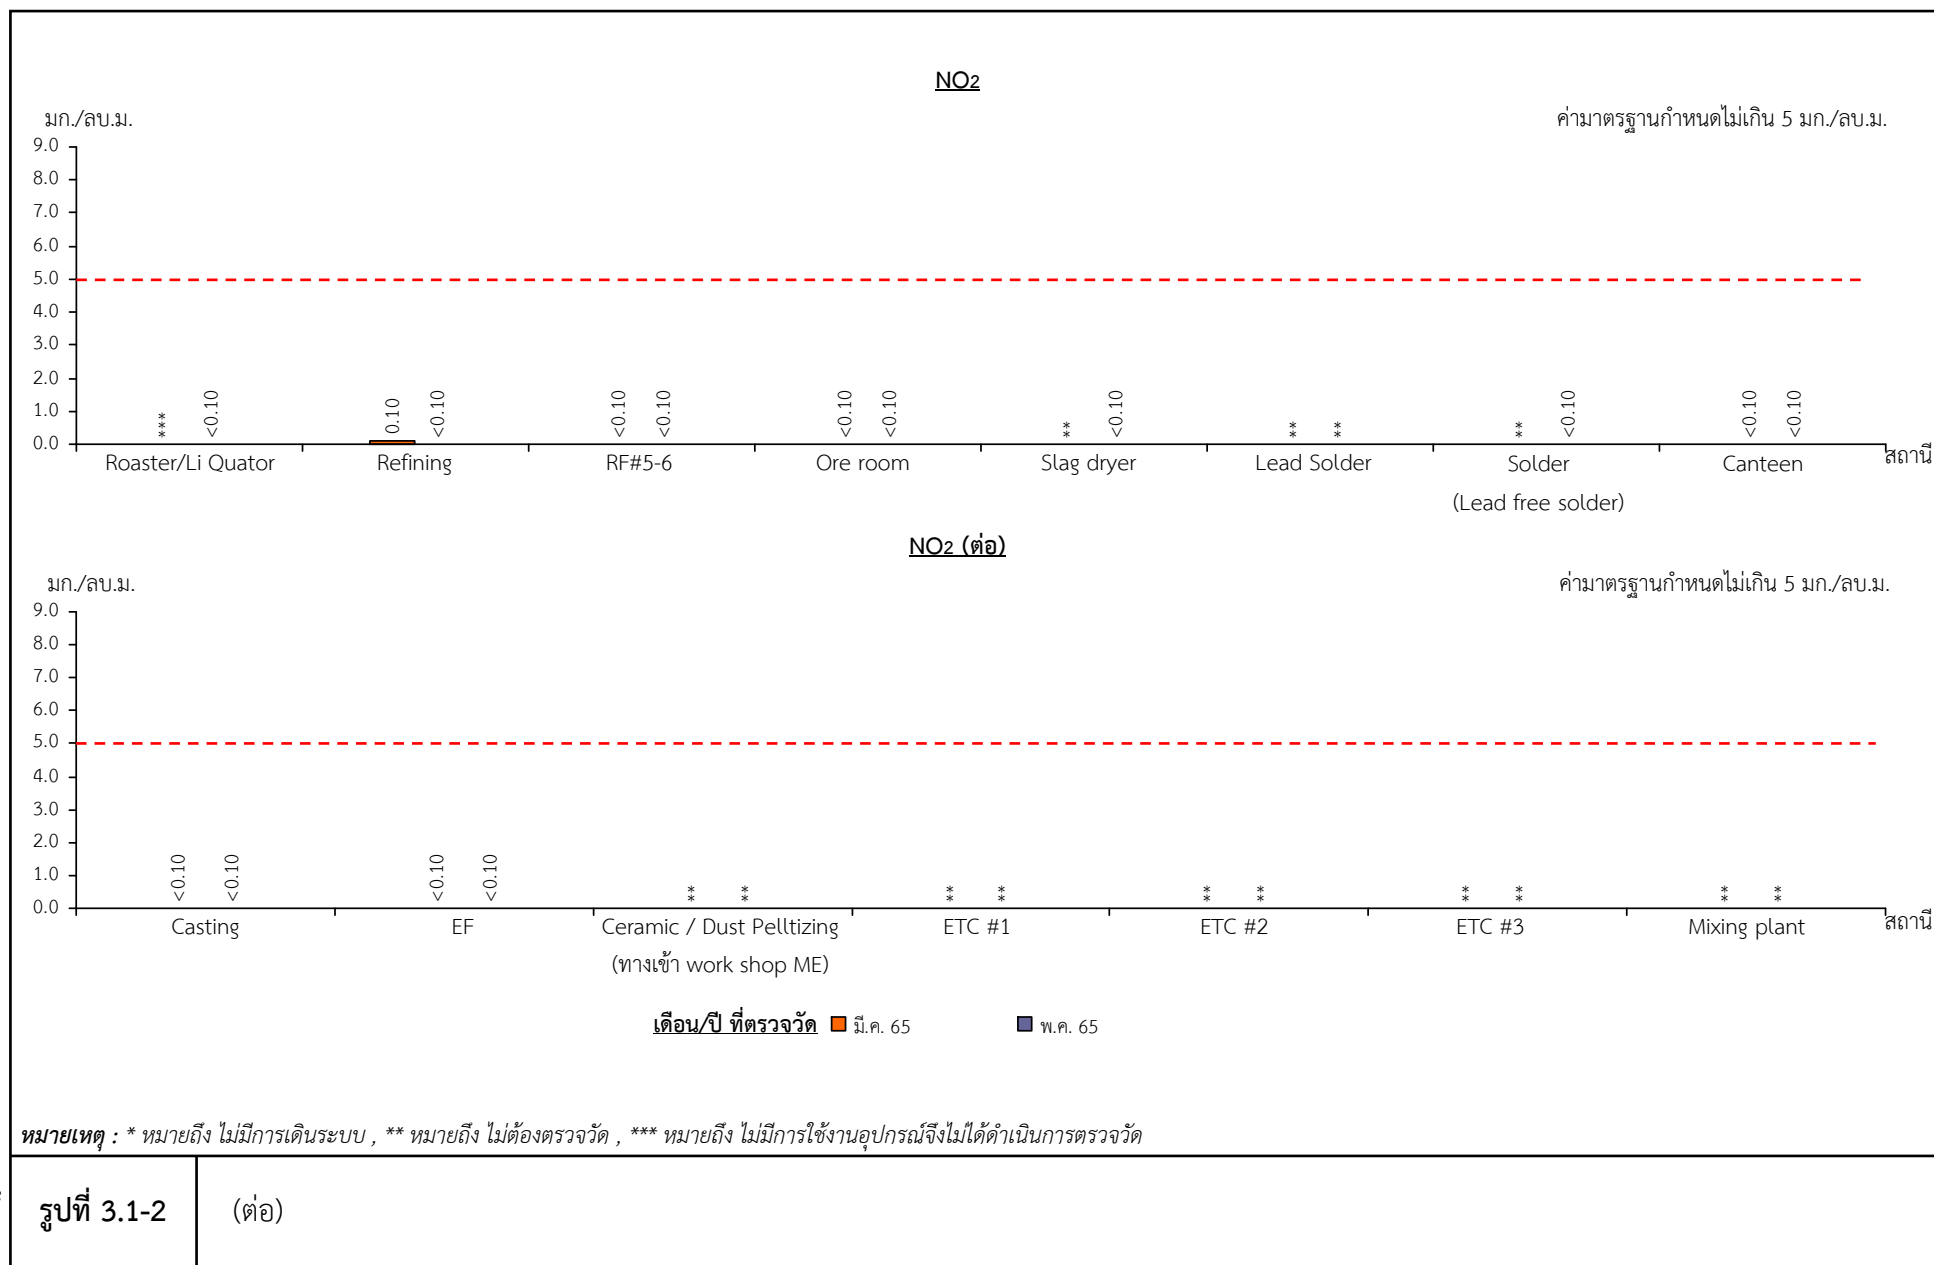 NO2
มก./ลบ.ม.
ค่ามาตรฐานกำหนดไม่เกิน 5 มก./ลบ.ม.
9.0
8.0
7.0
6.0
5.0
4.0
3.0
2.0
1.0
0.0
*** <0.10 0.10 <0.10 <0.10 <0.10 <0.10 <0.10 ** <0.10 ** ** ** <0.10 <0.10 <0.10
Roaster/Li Quator Refining RF#5-6 Ore room Slag dryer Lead Solder Solder Canteen สถานี
(Lead free solder)
NO2 (ต่อ)
มก./ลบ.ม.
ค่ามาตรฐานกำหนดไม่เกิน 5 มก./ลบ.ม.
9.0
8.0
7.0
6.0
5.0
4.0
3.0
2.0
1.0
0.0
<0.10 <0.10 <0.10 <0.10 ** ** ** ** ** ** ** ** ** **
Casting EF Ceramic / Dust Pelltizing ETC #1 ETC #2 ETC #3 Mixing plant สถานี
(ทางเข้า work shop ME)
เดือน/ปี ที่ตรวจวัด มี.ค. 65 พ.ค. 65
หมายเหตุ : * หมายถึง ไม่มีการเดินระบบ , ** หมายถึง ไม่ต้องตรวจวัด , *** หมายถึง ไม่มีการใช้งานอุปกรณ์จึงไม่ได้ดำเนินการตรวจวัด
รูปที่ 3.1-2 (ต่อ)